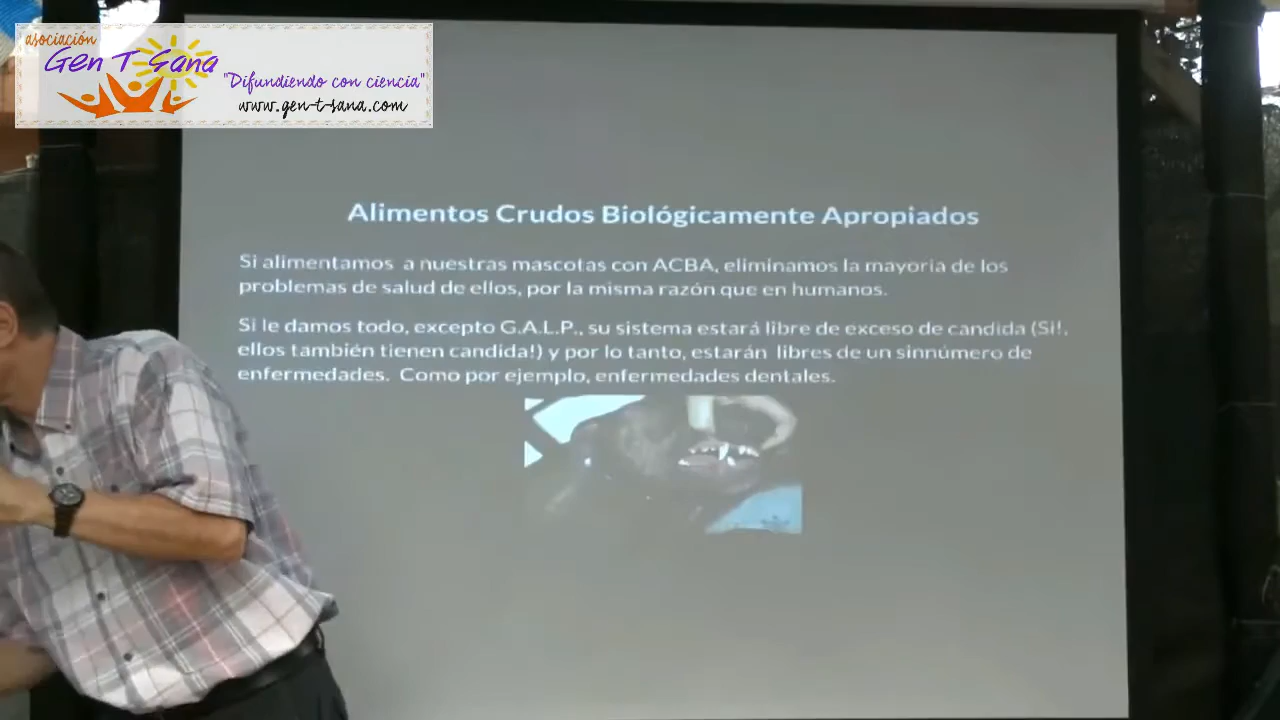 asociación
Gen T Sana
"Difundiendo con ciencia"
www.gen-t-sana.com
Alimentos Crudos Biológicamente Apropiados
Si alimentamos a nuestras mascotas con ACBA, eliminamos la mayoria de los
problemas de salud de ellos, por la misma razón que en humanos.
Si le damos todo, excepto G.A.L.P., su sistema estará libre de exceso de candida (Si!,
ellos también tienen candida!) y por lo tanto, estarán libres de un sinnúmero de
enfermedades. Como por ejemplo, enfermedades dentales.